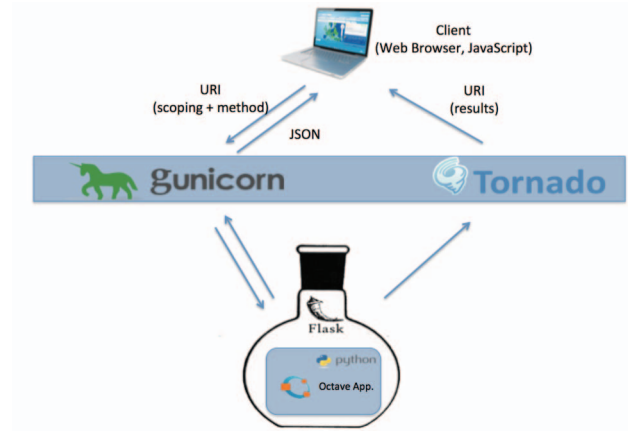 Client
(Web Browser, JavaScript)
URI
(scoping + method)
URI
(results)
JSON
gunicorn
Tornado
Flask
python
Octave App.